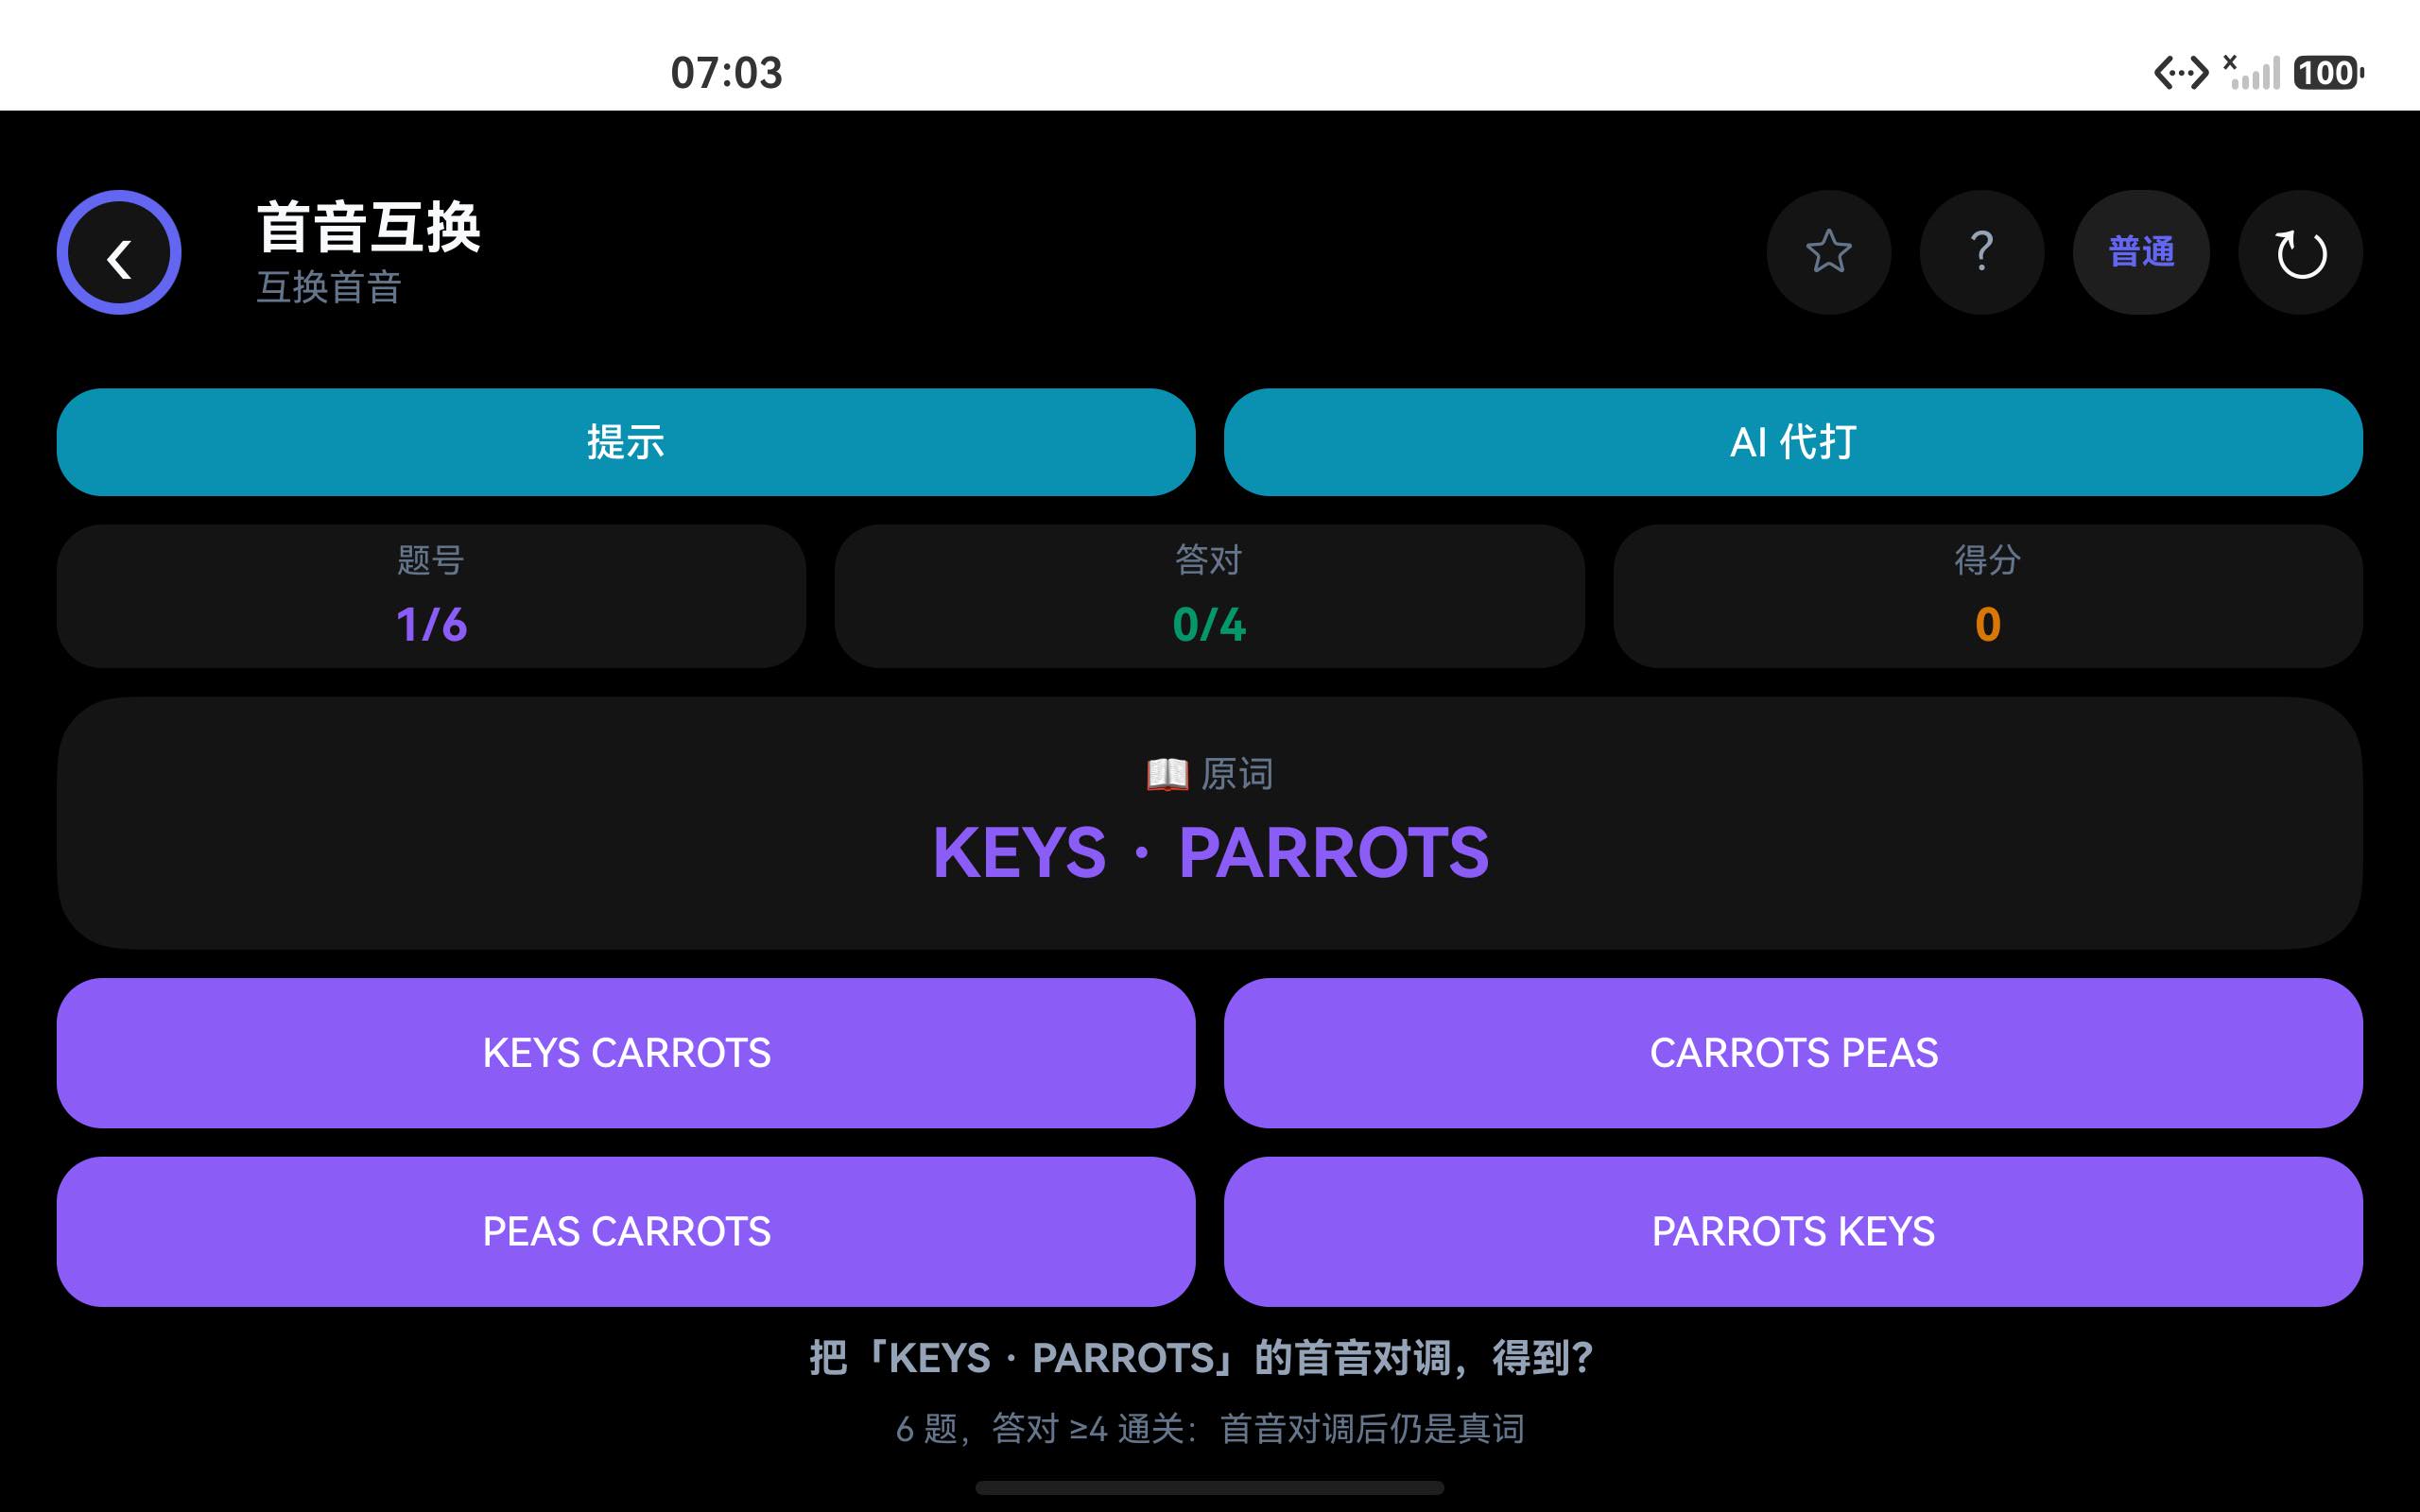 07:03
100
首音互换
互换首音
?
普通
提示
AI 代打
题号
1/6
答对
0/4
得分
0
📖 原词
KEYS · PARROTS
KEYS CARROTS
CARROTS PEAS
PEAS CARROTS
PARROTS KEYS
把「KEYS · PARROTS」的首音对调，得到？
6 题，答对 ≥4 通关：首音对调后仍是真词